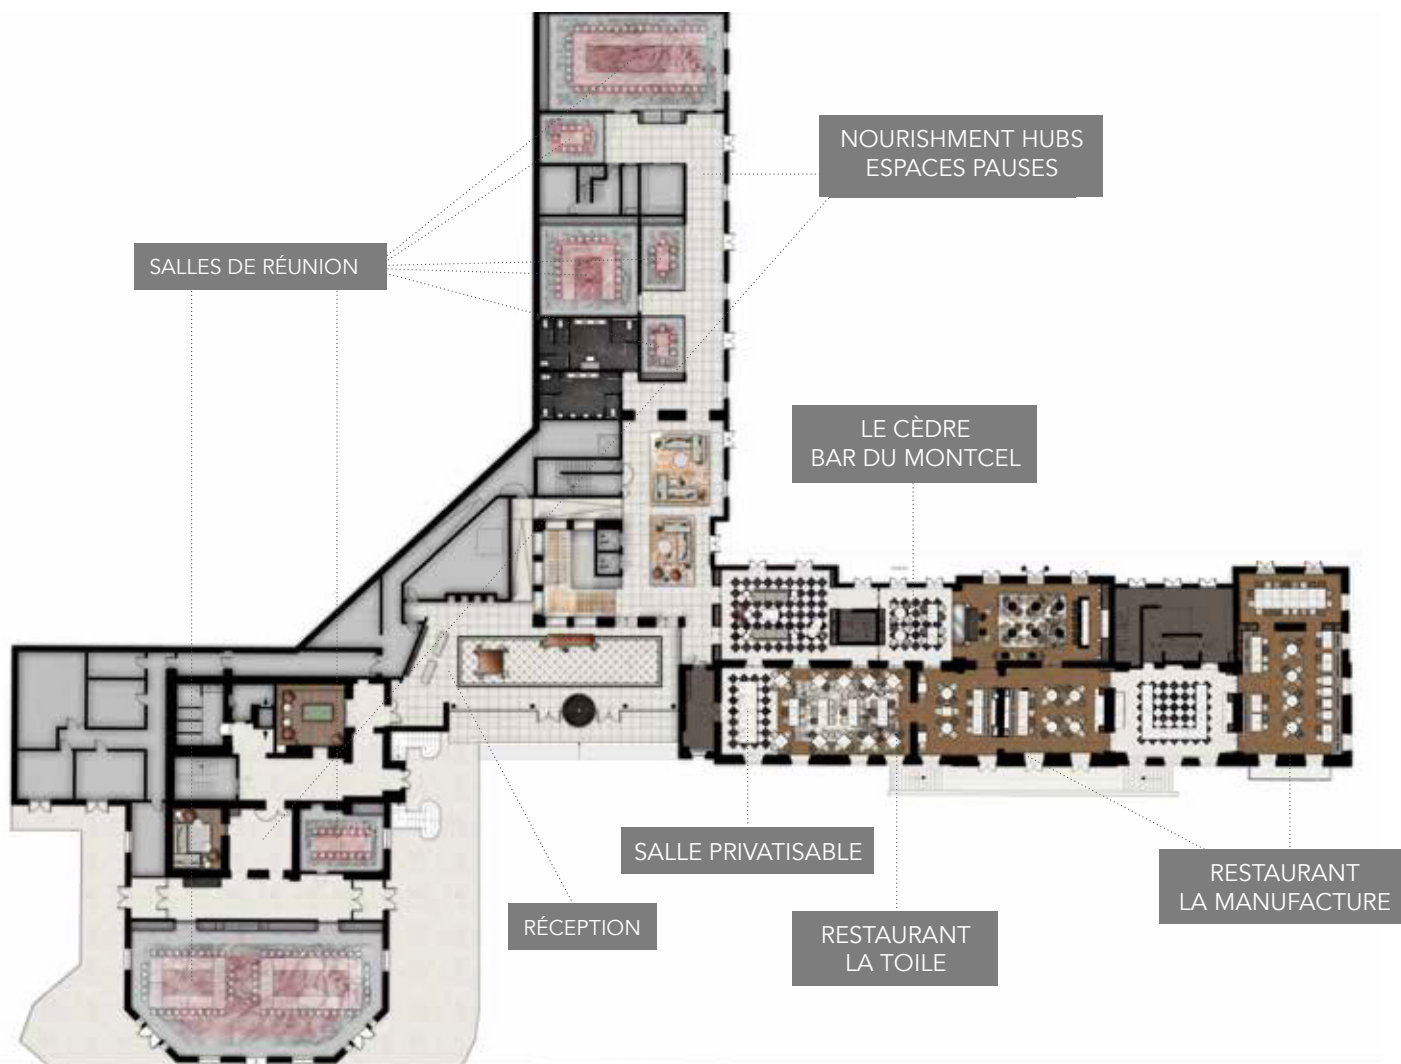 NOURISHMENT HUBS
ESPACES PAUSES
SALLES DE RÉUNION
LE CÈDRE
BAR DU MONTCEL
SALLE PRIVATISABLE
RESTAURANT
LA MANUFACTURE
RÉCEPTION
RESTAURANT
LA TOILE